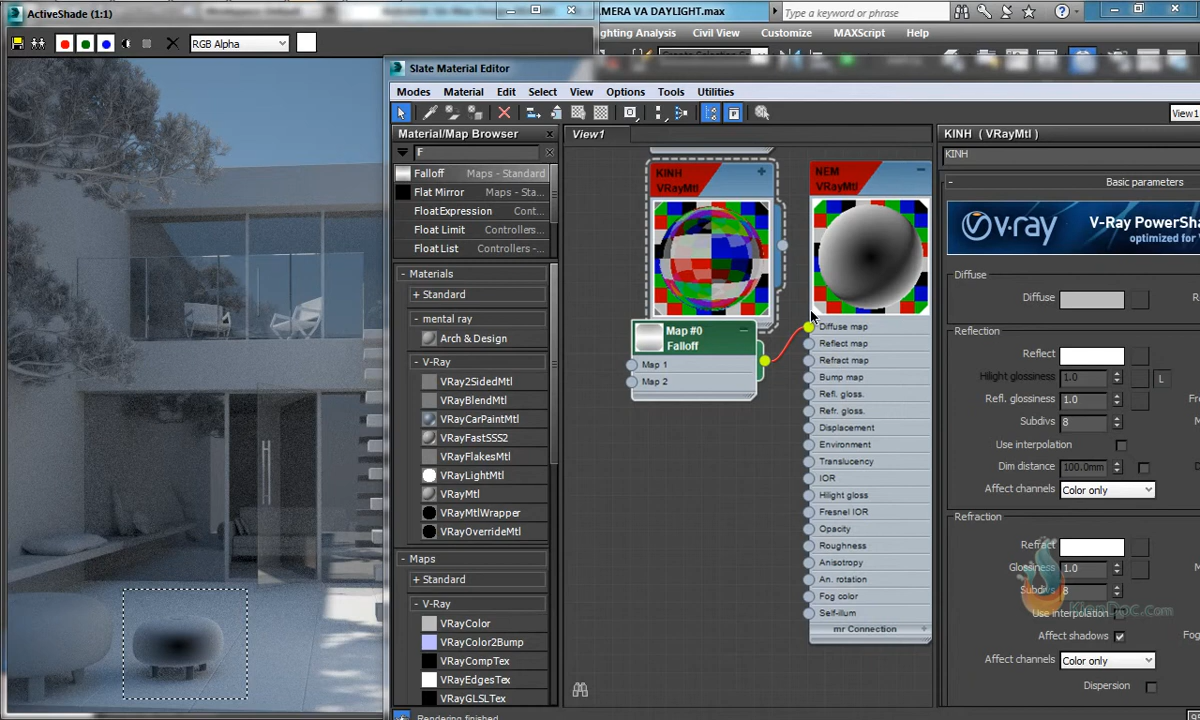 ActiveShade (1:1)
RGB Alpha
MERA VA DAYLIGHT.max
Type a keyword or phrase
ghting Analysis Civil View Customize MAXScript Help
Slate Material Editor
Modes Material Edit Select View Options Tools Utilities
View1
Material/Map Browser
F
Falloff Maps - Standard
Flat Mirror Maps - Sta...
FloatExpression Cont...
Float Limit Controllers...
Float List Controllers -...
- Materials
+ Standard
- mental ray
Arch & Design
- V-Ray
VRay2SidedMtl
VRayBlendMtl
VRayCarPaintMtl
VRayFastSSS2
VRayFlakesMtl
VRayLightMtl
VRayMtl
VRayMtlWrapper
VRayOverrideMtl
- Maps
+ Standard
- V-Ray
VRayColor
VRayColor2Bump
VRayCompTex
VRayEdgesTex
VRayGLSLTex
Rendering finished
View1
KINH
VRayMtl
Map #0
Falloff
Map 1
Map 2
NEM
VRayMtl
Diffuse map
Reflect map
Refract map
Bump map
Refl. gloss.
Refr. gloss.
Displacement
Environment
Translucency
IOR
Hilight gloss
Fresnel IOR
Opacity
Roughness
Anisotropy
An. rotation
Fog color
Self-illum
mr Connection +
KINH ( VRayMtl )
KINH
- Basic parameters
v·ray V-Ray PowerSha
optimized for V
Diffuse
Diffuse
Reflection
Reflect
Hilight glossiness 1.0 L
Refl. glossiness 1.0
Subdivs 8
Use interpolation
Dim distance 100.0mm
Affect channels Color only
Refraction
Refract
Glossiness 1.0
Subdivs 8
Use interpolation
Affect shadows
Affect channels Color only
Dispersion